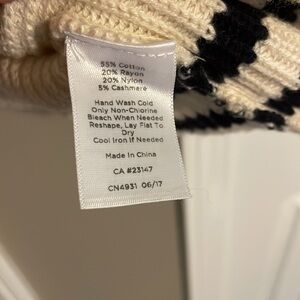 55% Cotton
20% Rayon
20% Nylon
5% Cashmere
Hand Wash Cold
Only Non-Chlorine
Bleach When Needed
Reshape, Lay Flat To
Dry
Cool Iron If Needed
Made in China
CA #23147
CN4931 06/17